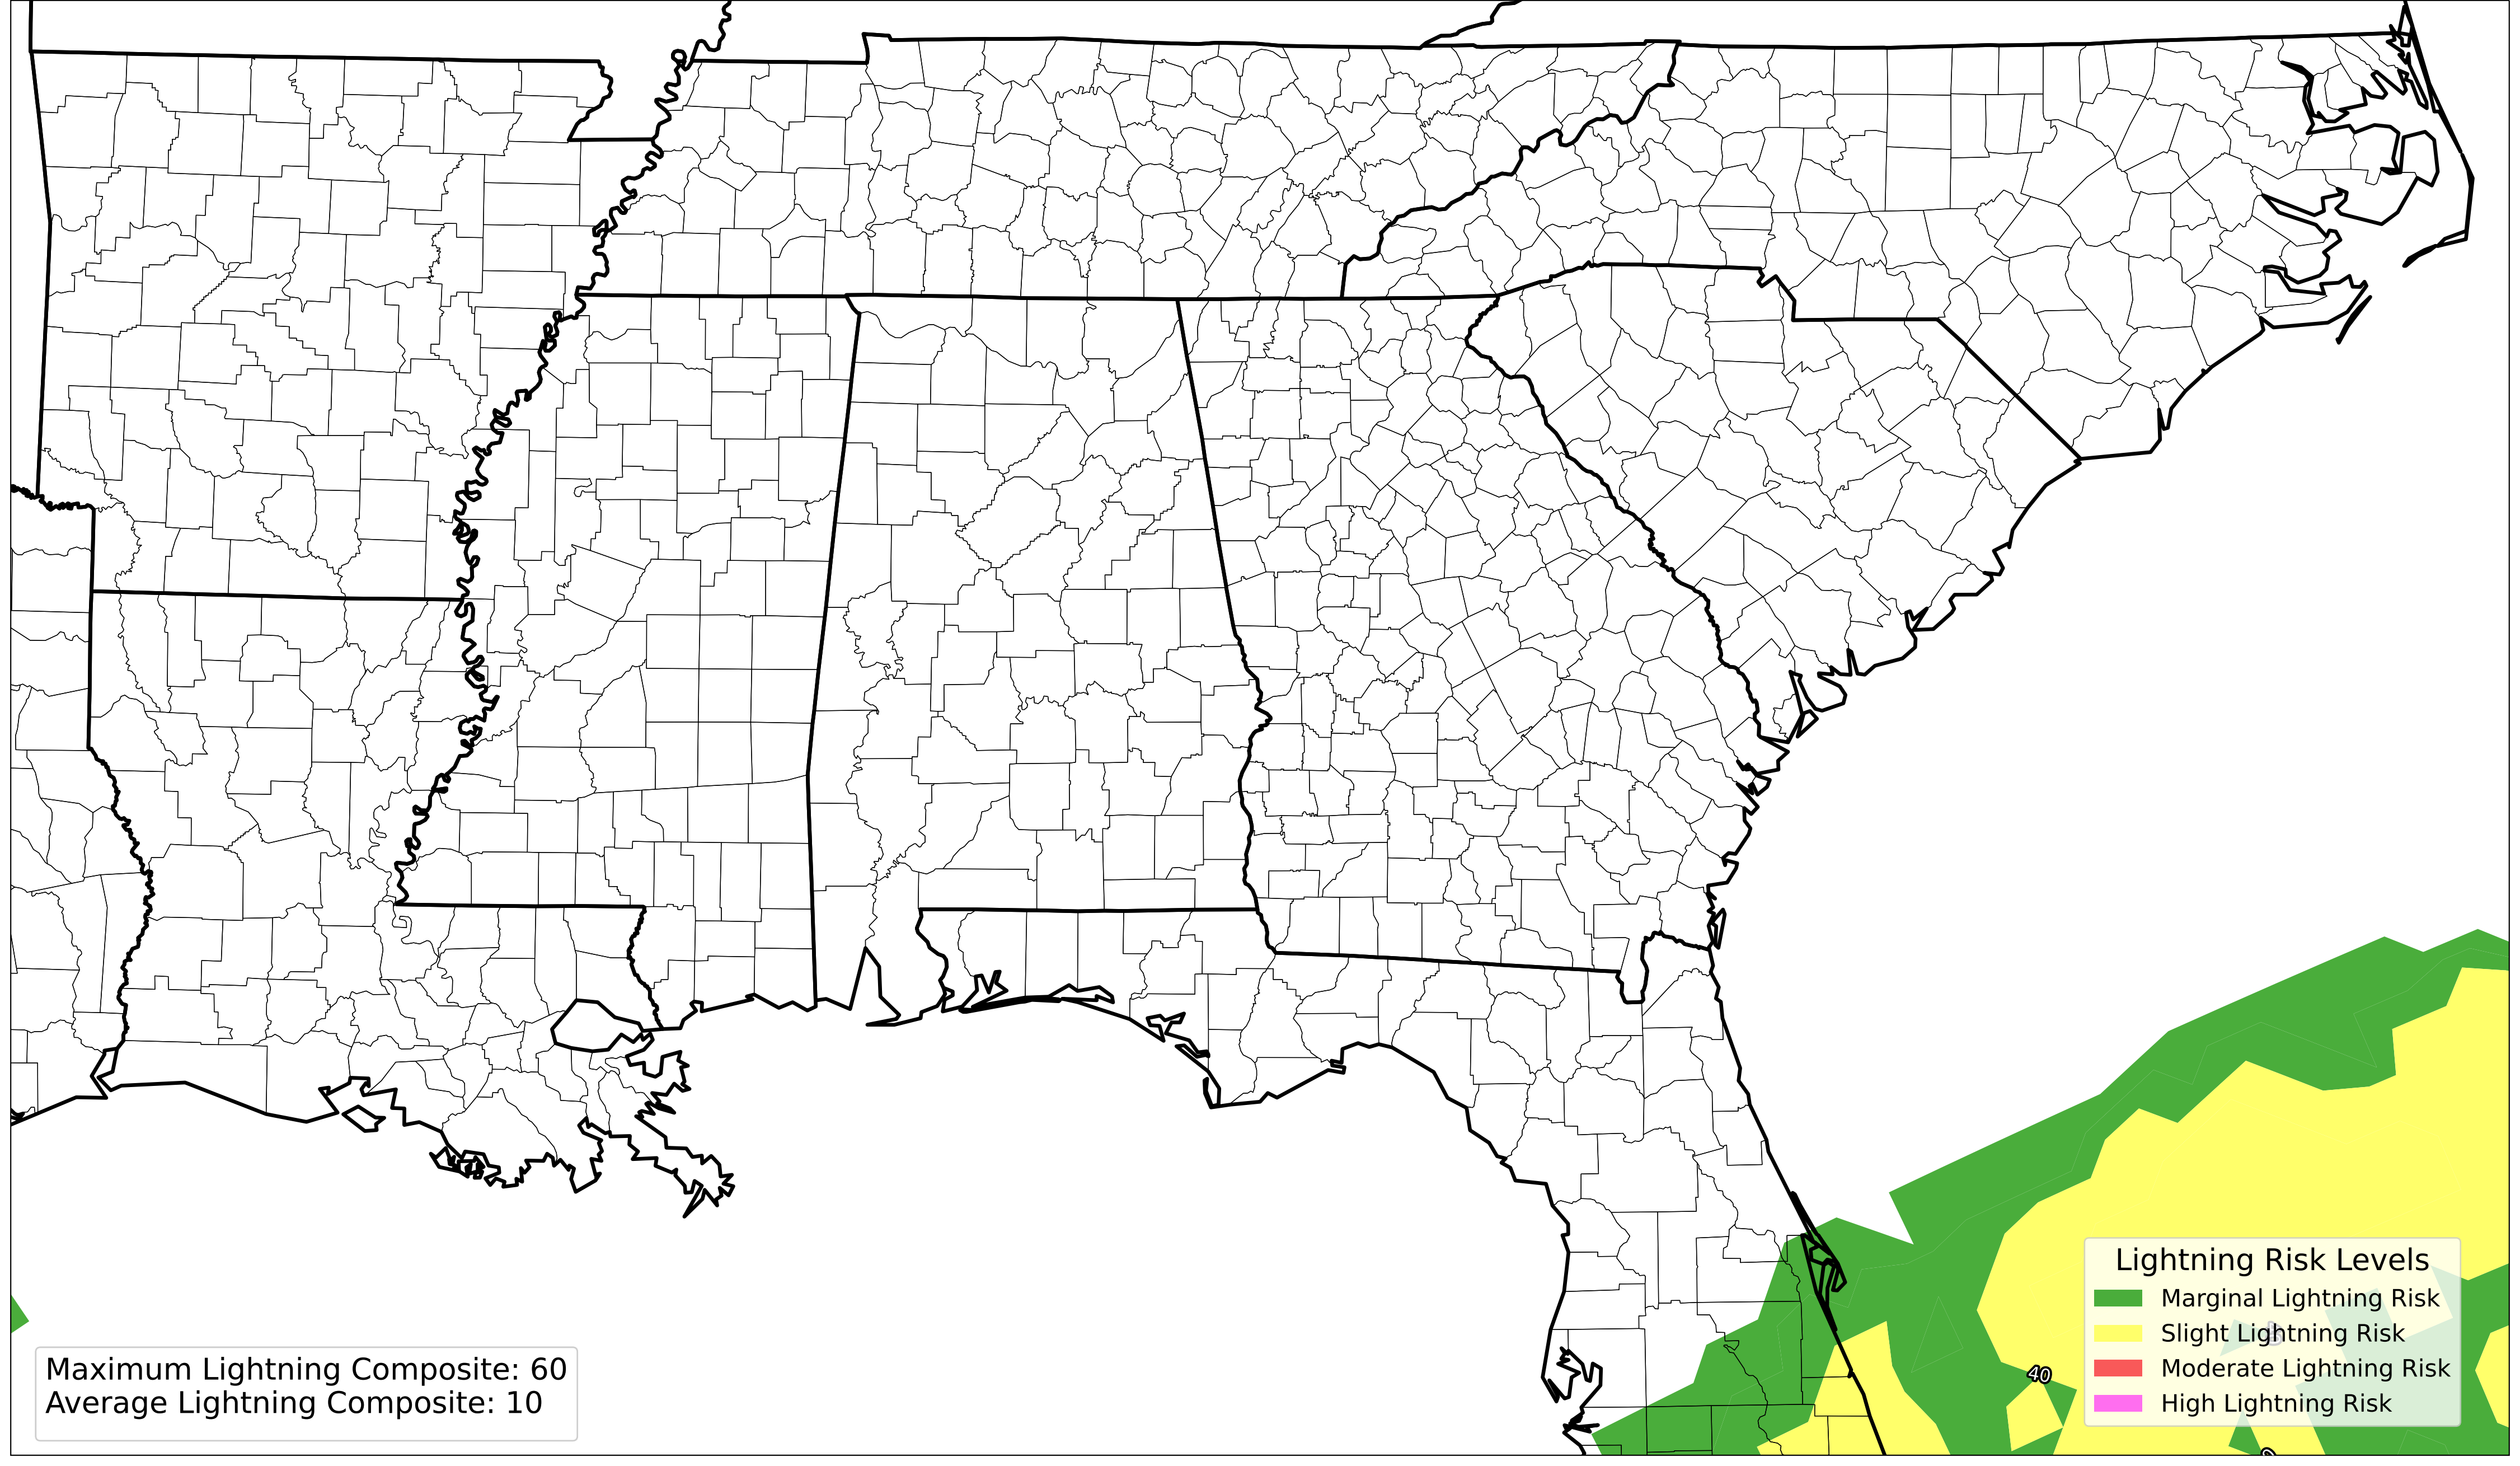 Lightning Risk Levels
Marginal Lightning Risk
Slight Lightning Risk
Moderate Lightning Risk
High Lightning Risk
Maximum Lightning Composite: 60
Average Lightning Composite: 10
40